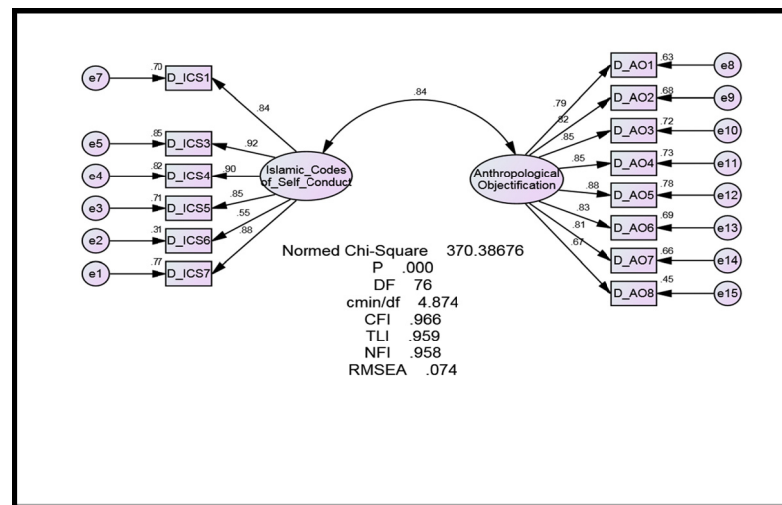 e7
.70
D_ICS1
.84
e5
.85
D_ICS3
.92
e4
.82
D_ICS4
.90
e3
.71
D_ICS5
.85
e2
.31
D_ICS6
.55
e1
.77
D_ICS7
.88
Islamic_Codes
of_Self_Conduct
.84
Anthropological
Objectification
.79
D_AO1
.63
e8
.82
D_AO2
.68
e9
.85
D_AO3
.72
e10
.85
D_AO4
.73
e11
.88
D_AO5
.78
e12
.83
D_AO6
.69
e13
.81
D_AO7
.66
e14
.67
D_AO8
.45
e15
Normed Chi-Square 370.38676
P .000
DF 76
cmin/df 4.874
CFI .966
TLI .959
NFI .958
RMSEA .074